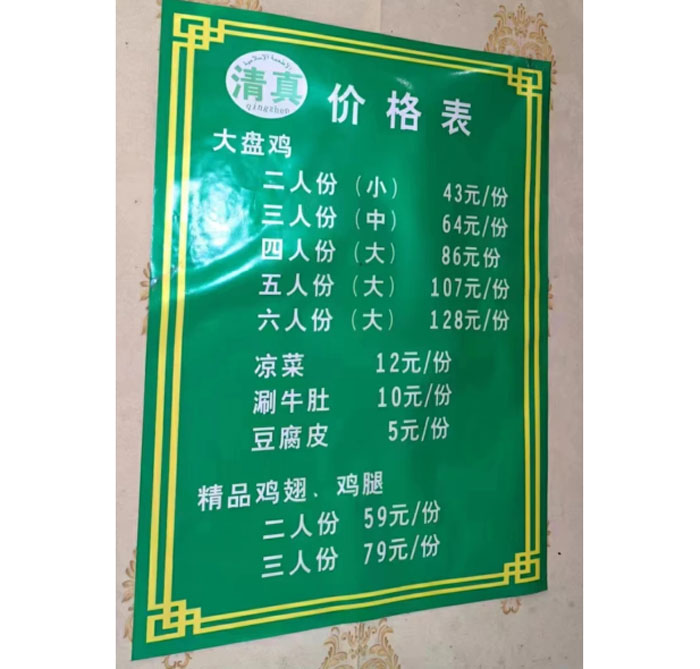 الأطعمة الإسلامية
清真
qingzhen
价格表
大盘鸡
二人份（小） 43元/份
三人份（中） 64元/份
四人份（大） 86元份
五人份（大） 107元/份
六人份（大） 128元/份
凉菜 12元/份
涮牛肚 10元/份
豆腐皮 5元/份
精品鸡翅、鸡腿
二人份 59元/份
三人份 79元/份